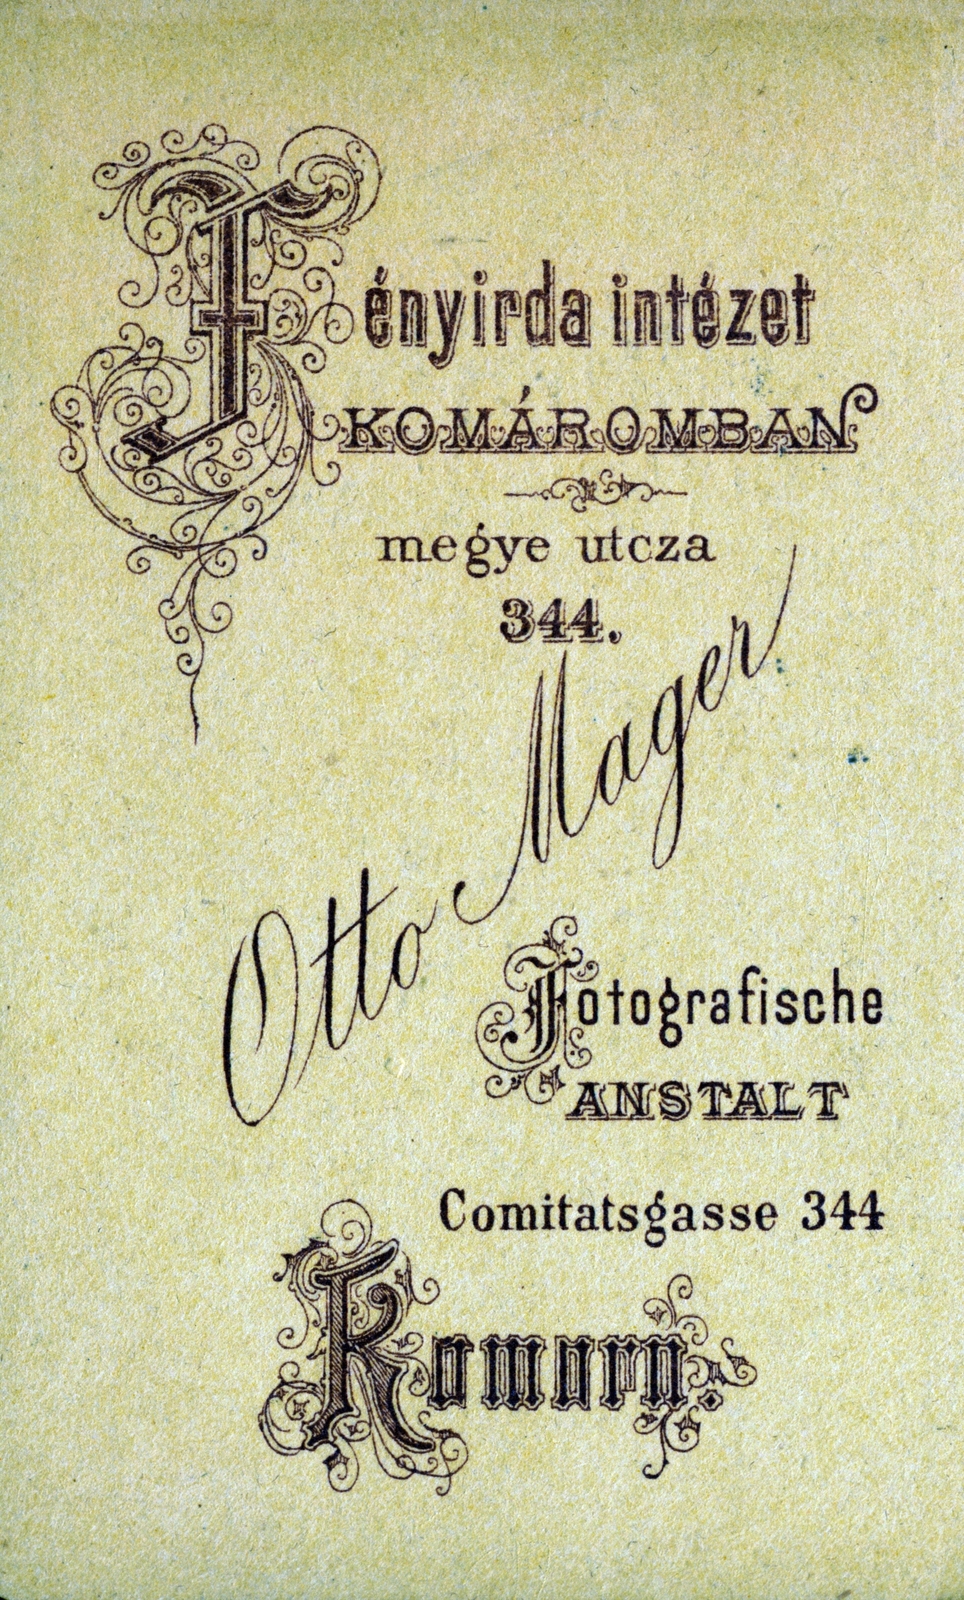 Fényirda intézet
KOMÁROMBAN
megye utcza
344.
Otto Mager
Fotografische
ANSTALT
Comitatsgasse 344
Komorn.